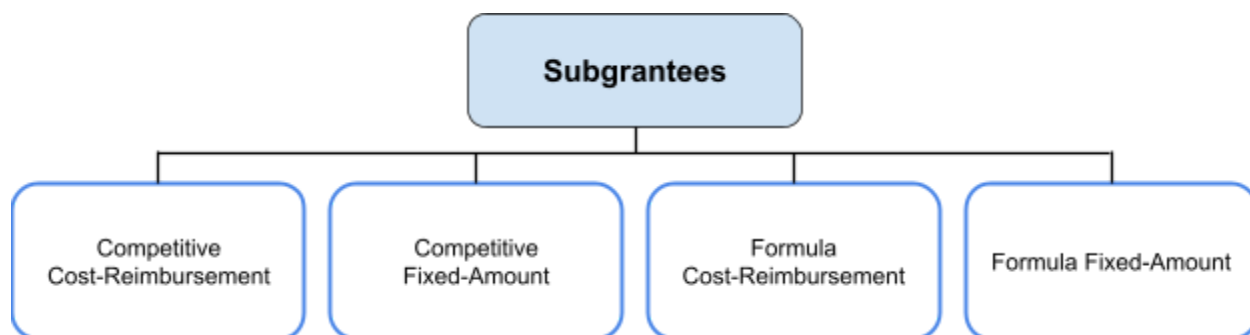 Subgrantees
Competitive
Cost-Reimbursement
Competitive
Fixed-Amount
Formula
Cost-Reimbursement
Formula Fixed-Amount